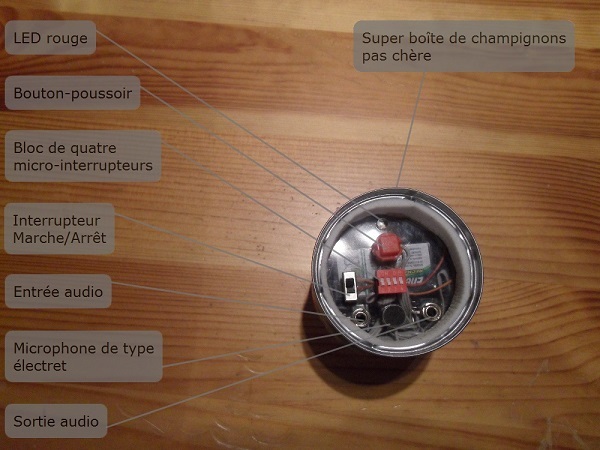 LED rouge
Bouton-poussoir
Bloc de quatre
micro-interrupteurs
Interrupteur
Marche/Arrêt
Entrée audio
Microphone de type
électret
Sortie audio
Super boîte de champignons
pas chère